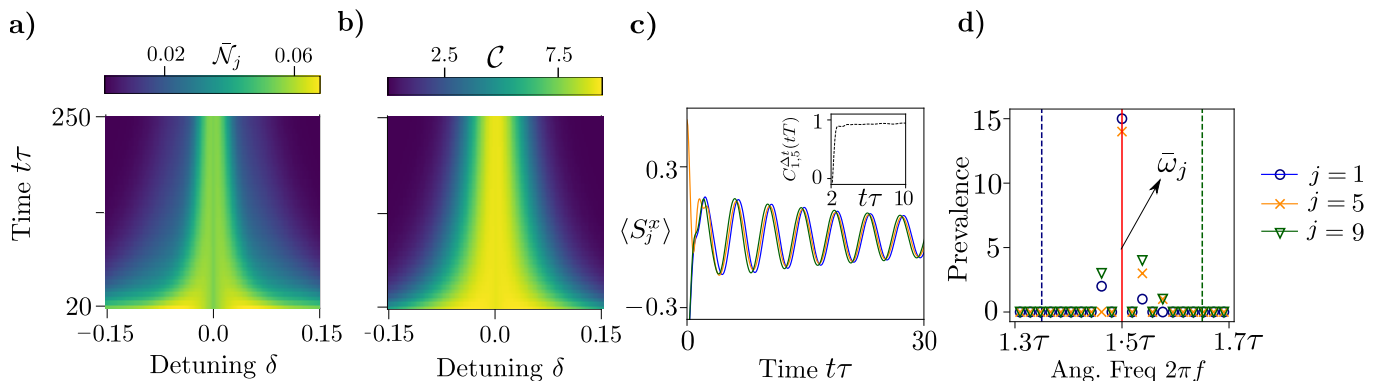 a)
0.02 𝒩̄_j 0.06
250
Time tτ
20
−0.15 0.0 0.15
Detuning δ
b)
2.5 𝒞 7.5
−0.15 0.0 0.15
Detuning δ
c)
0.3
⟨S_j^x⟩
−0.3
0 30
Time tτ
C_{1,5}^{Δt}(tT)
1
0
2 tτ 10
d)
15
10
5
0
Prevalence
ω̄_j
1.3τ 1·5τ 1.7τ
Ang. Freq 2πf
j = 1
j = 5
j = 9